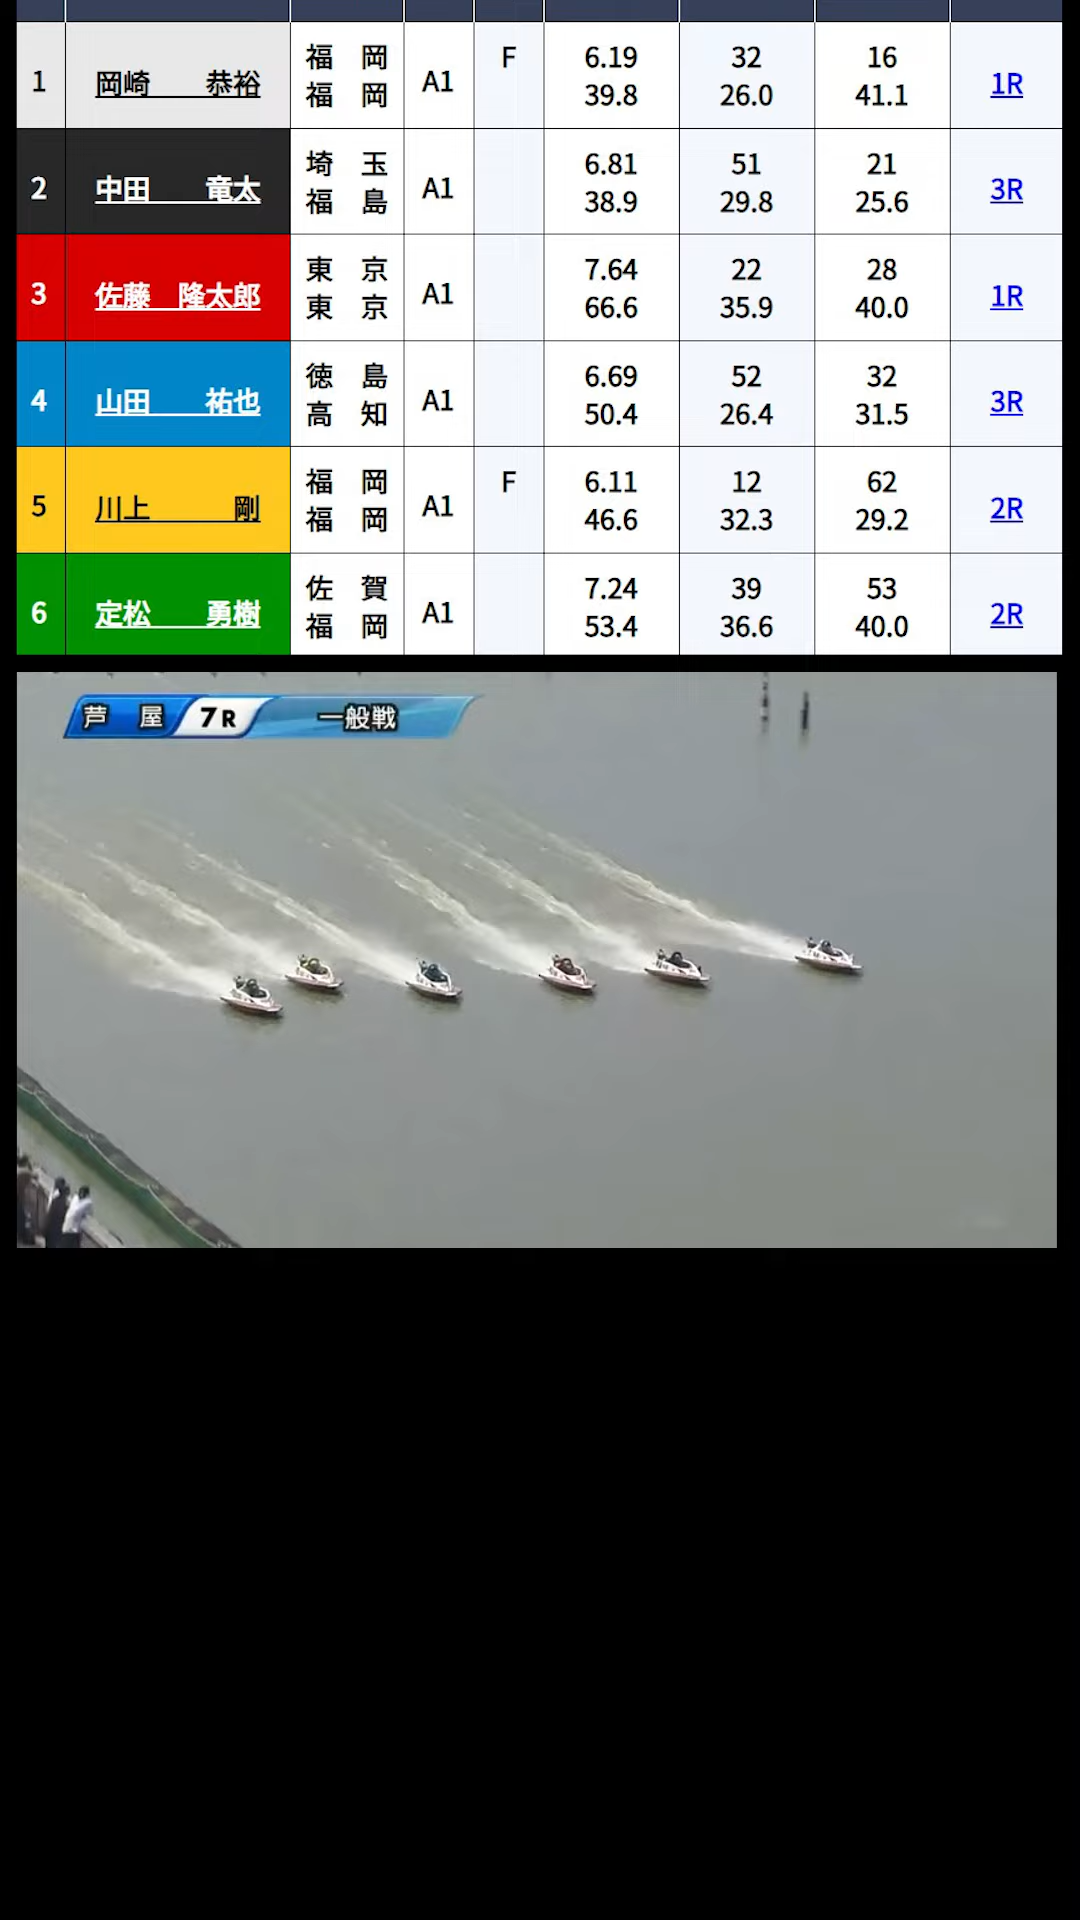 1 岡崎 恭裕 福 岡 福 岡 A1 F 6.19 39.8 32 26.0 16 41.1 1R
2 中田 竜太 埼 玉 福 島 A1 6.81 38.9 51 29.8 21 25.6 3R
3 佐藤 隆太郎 東 京 東 京 A1 7.64 66.6 22 35.9 28 40.0 1R
4 山田 祐也 徳 島 高 知 A1 6.69 50.4 52 26.4 32 31.5 3R
5 川上 剛 福 岡 福 岡 A1 F 6.11 46.6 12 32.3 62 29.2 2R
6 定松 勇樹 佐 賀 福 岡 A1 7.24 53.4 39 36.6 53 40.0 2R
芦 屋 7R 一般戦